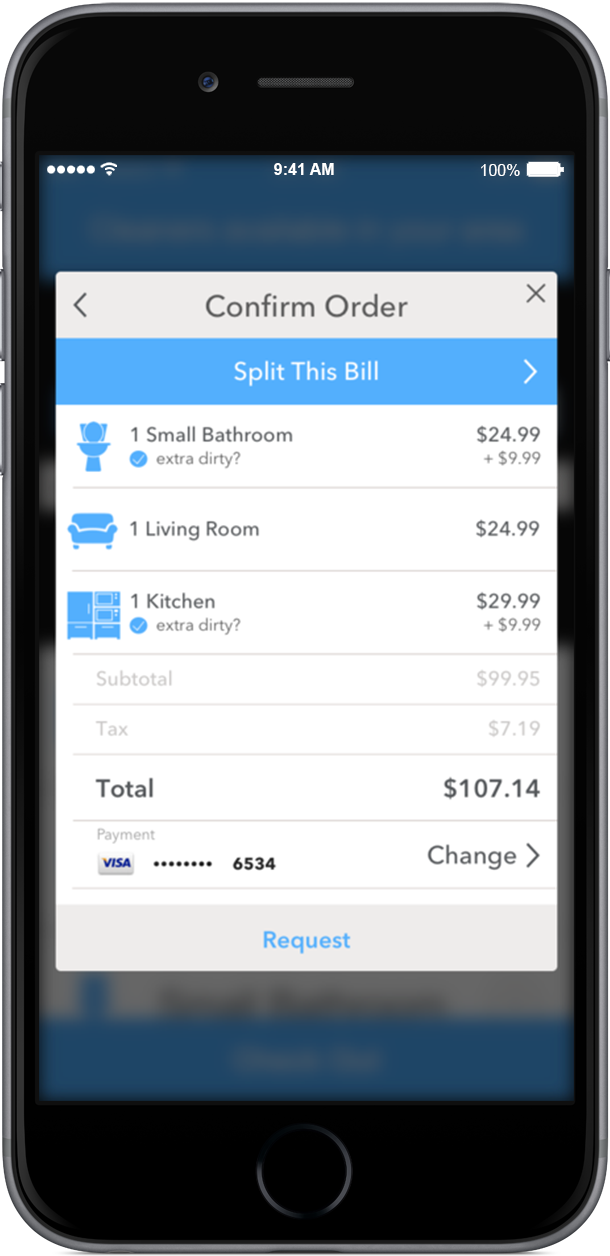 9:41 AM 100%
Confirm Order
Split This Bill
1 Small Bathroom $24.99
extra dirty? + $9.99
1 Living Room $24.99
1 Kitchen $29.99
extra dirty? + $9.99
Subtotal $99.95
Tax $7.19
Total $107.14
Payment
VISA •••••••• 6534
Change
Request